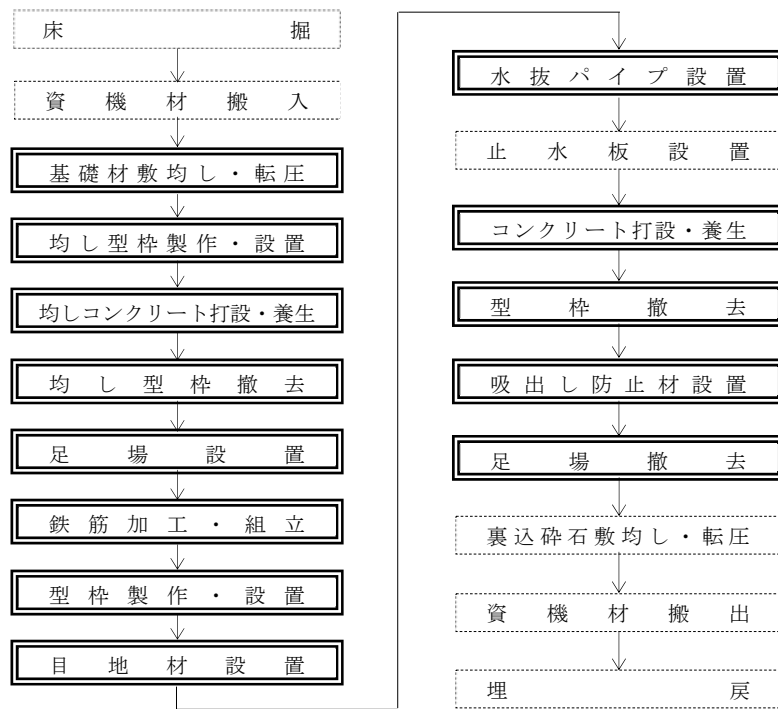 床掘
資機材搬入
基礎材敷均し・転圧
均し型枠製作・設置
均しコンクリート打設・養生
均し型枠撤去
足場設置
鉄筋加工・組立
型枠製作・設置
目地材設置
水抜パイプ設置
止水板設置
コンクリート打設・養生
型枠撤去
吸出し防止材設置
足場撤去
裏込砕石敷均し・転圧
資機材搬出
埋戻